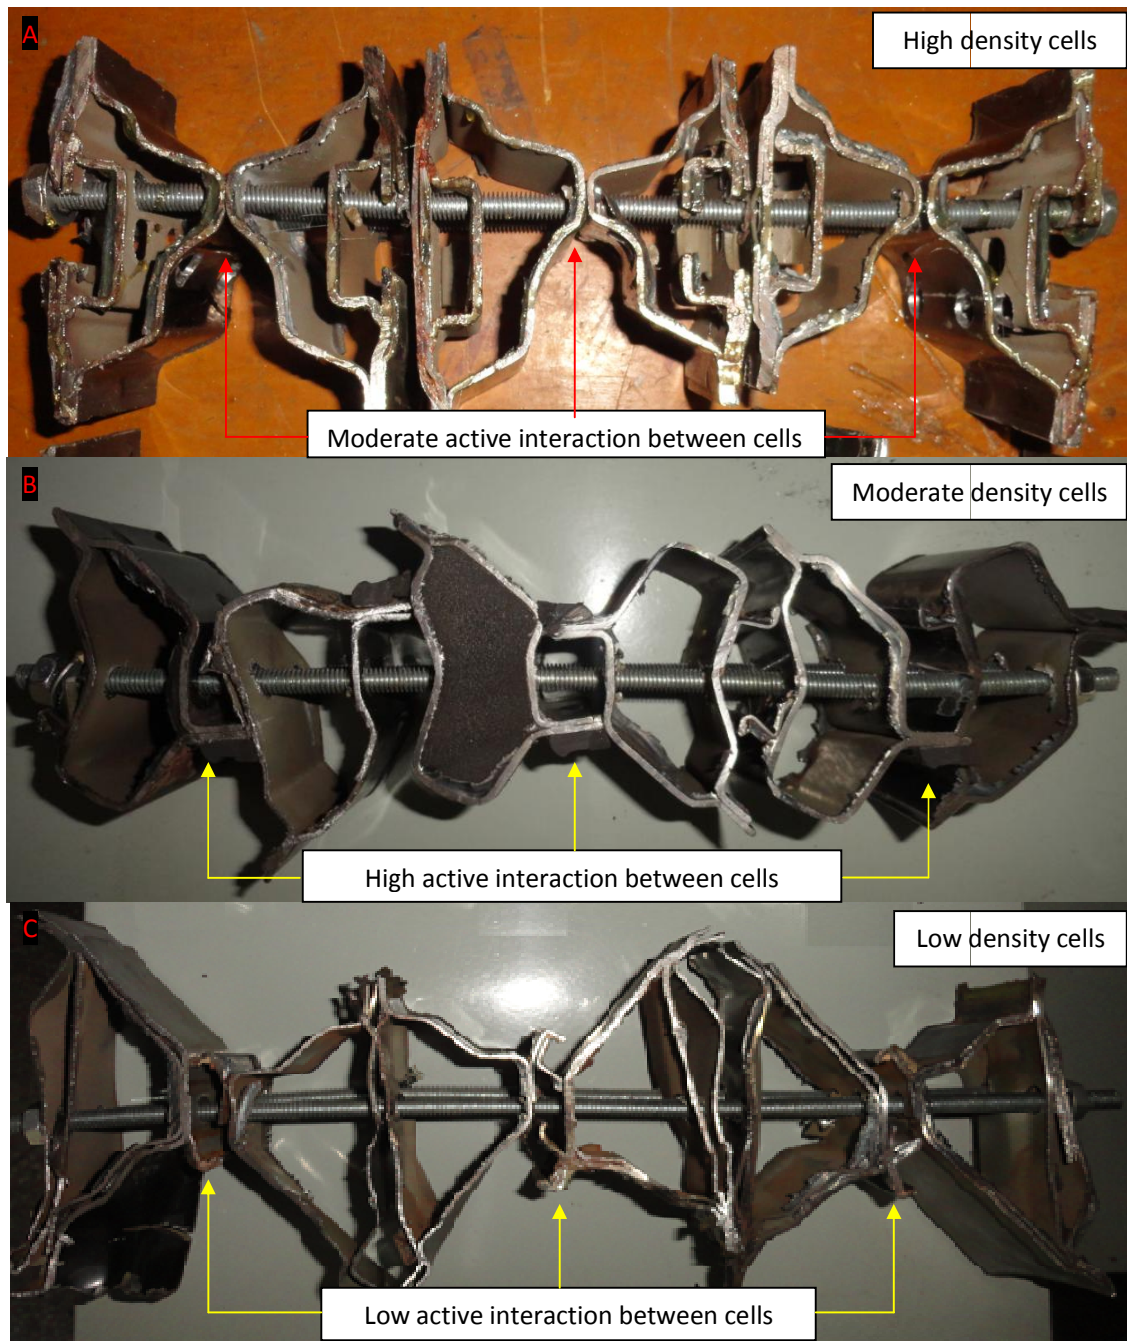 A
High density cells
Moderate active interaction between cells
B
Moderate density cells
High active interaction between cells
C
Low density cells
Low active interaction between cells